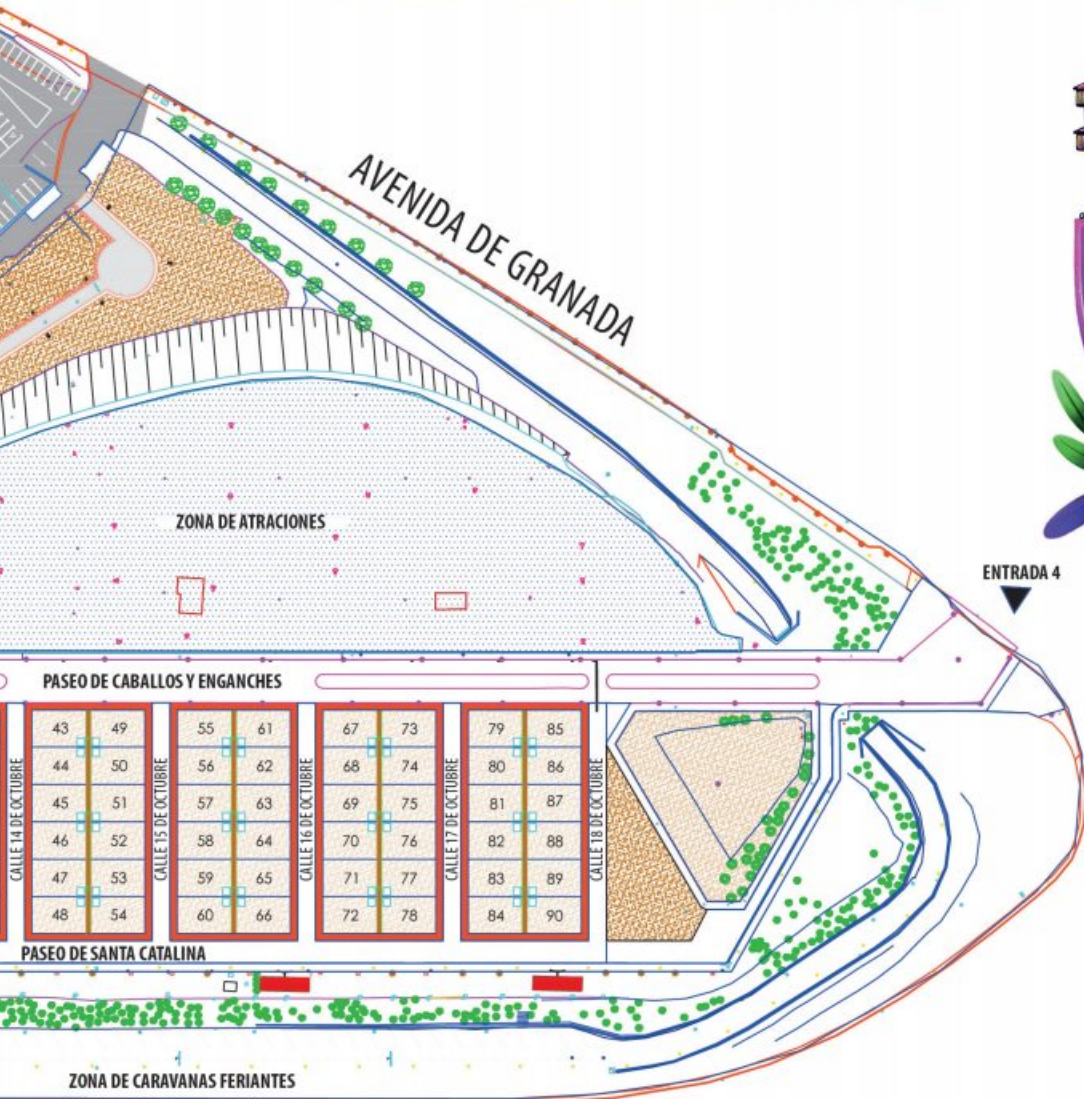 AVENIDA DE GRANADA
ZONA DE ATRACIONES
ENTRADA 4
PASEO DE CABALLOS Y ENGANCHES
CALLE 14 DE OCTUBRE
43 49
44 50
45 51
46 52
47 53
48 54
CALLE 15 DE OCTUBRE
55 61
56 62
57 63
58 64
59 65
60 66
CALLE 16 DE OCTUBRE
67 73
68 74
69 75
70 76
71 77
72 78
CALLE 17 DE OCTUBRE
79 85
80 86
81 87
82 88
83 89
84 90
CALLE 18 DE OCTUBRE
PASEO DE SANTA CATALINA
ZONA DE CARAVANAS FERIANTES